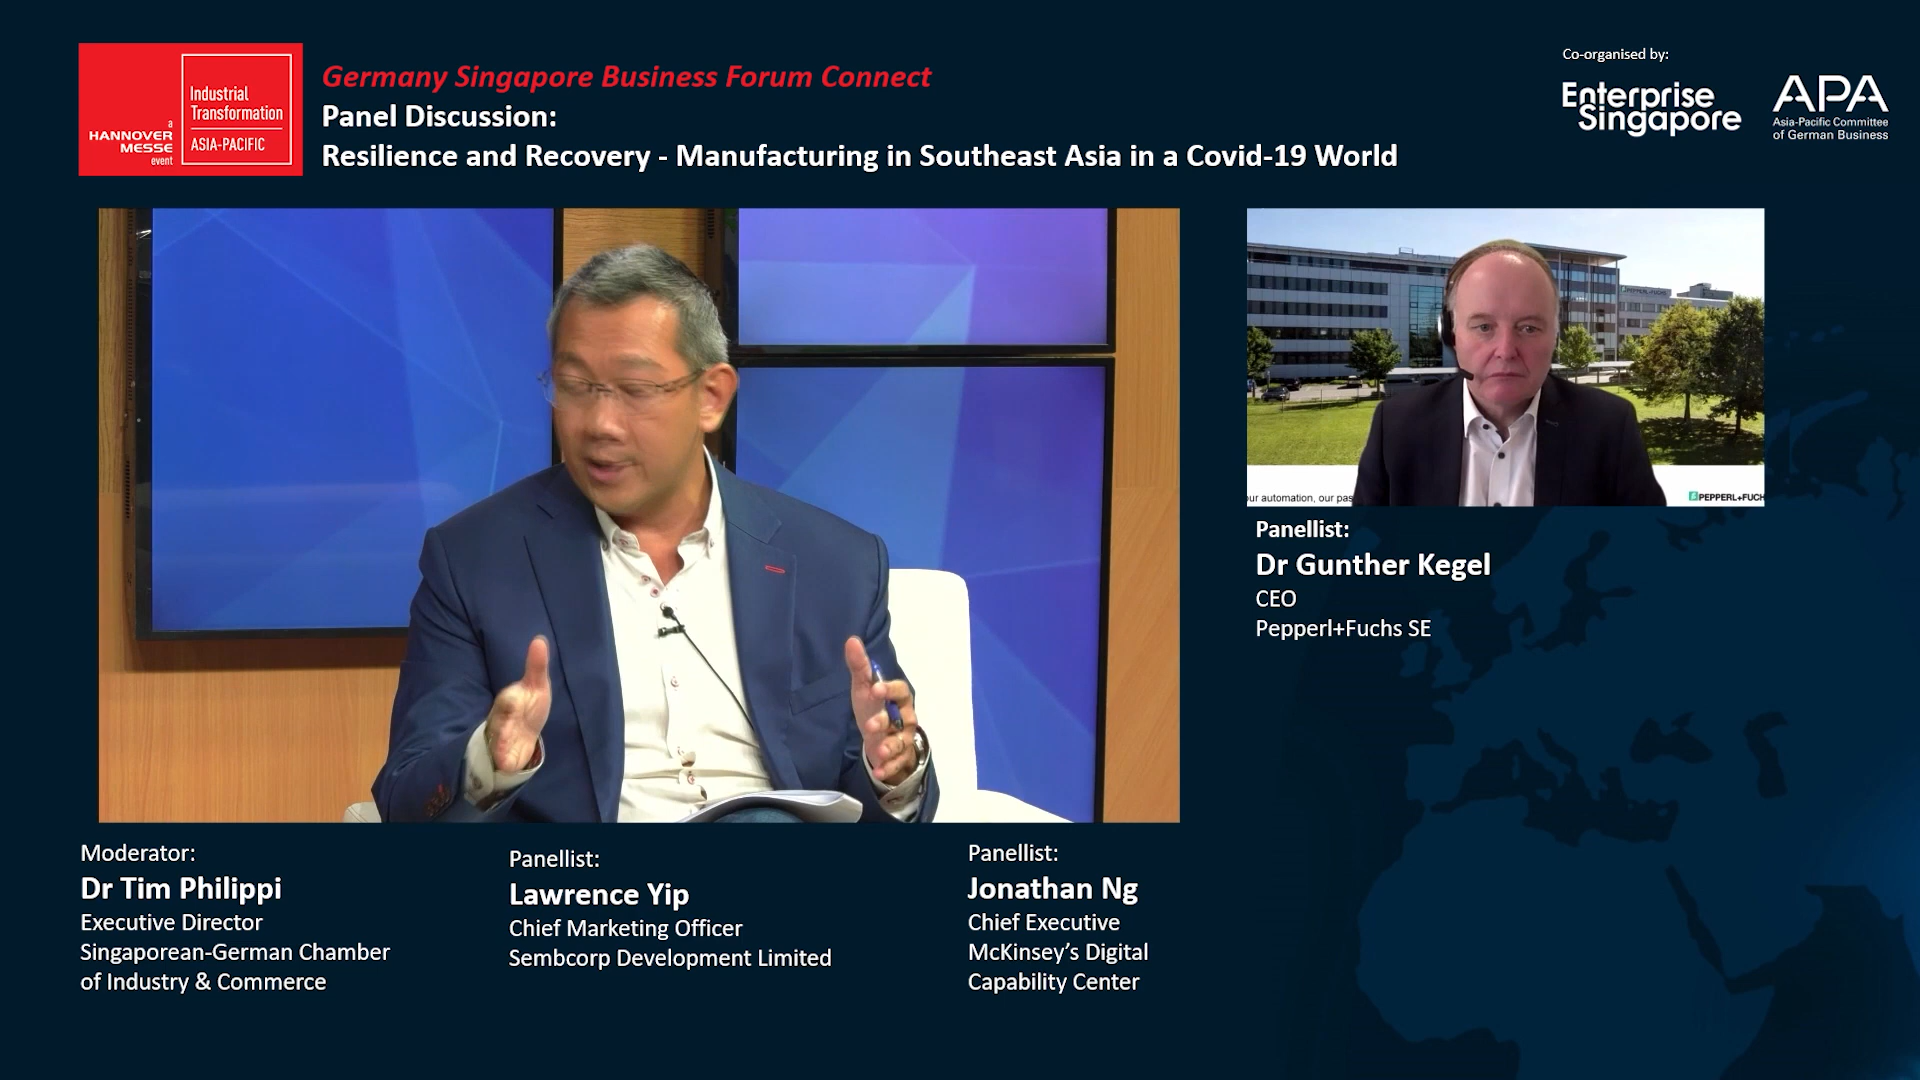 a
HANNOVER
MESSE
event
Industrial
Transformation
ASIA-PACIFIC
Germany Singapore Business Forum Connect
Panel Discussion:
Resilience and Recovery - Manufacturing in Southeast Asia in a Covid-19 World
Co-organised by:
Enterprise
Singapore
APA
Asia-Pacific Committee
of German Business
PEPPERL+FUCHS
ur automation, our pas
PEPPERL+FUCH
Panellist:
Dr Gunther Kegel
CEO
Pepperl+Fuchs SE
Moderator:
Dr Tim Philippi
Executive Director
Singaporean-German Chamber
of Industry & Commerce
Panellist:
Lawrence Yip
Chief Marketing Officer
Sembcorp Development Limited
Panellist:
Jonathan Ng
Chief Executive
McKinsey's Digital
Capability Center